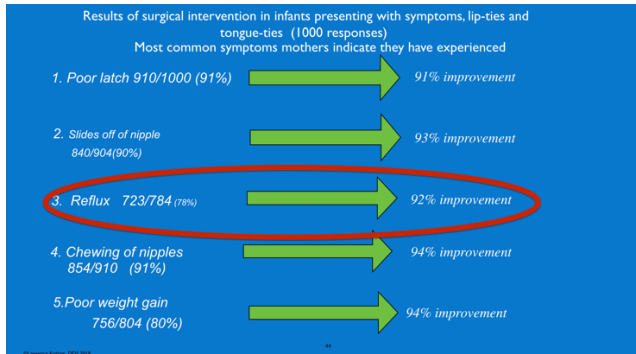 Results of surgical intervention in infants presenting with symptoms, lip-ties and
tongue-ties (1000 responses)
Most common symptoms mothers indicate they have experienced
1. Poor latch 910/1000 (91%)
91% improvement
2. Slides off of nipple
840/904(90%)
93% improvement
3. Reflux 723/784 (78%)
92% improvement
4. Chewing of nipples
854/910 (91%)
94% improvement
5.Poor weight gain
756/804 (80%)
94% improvement
44